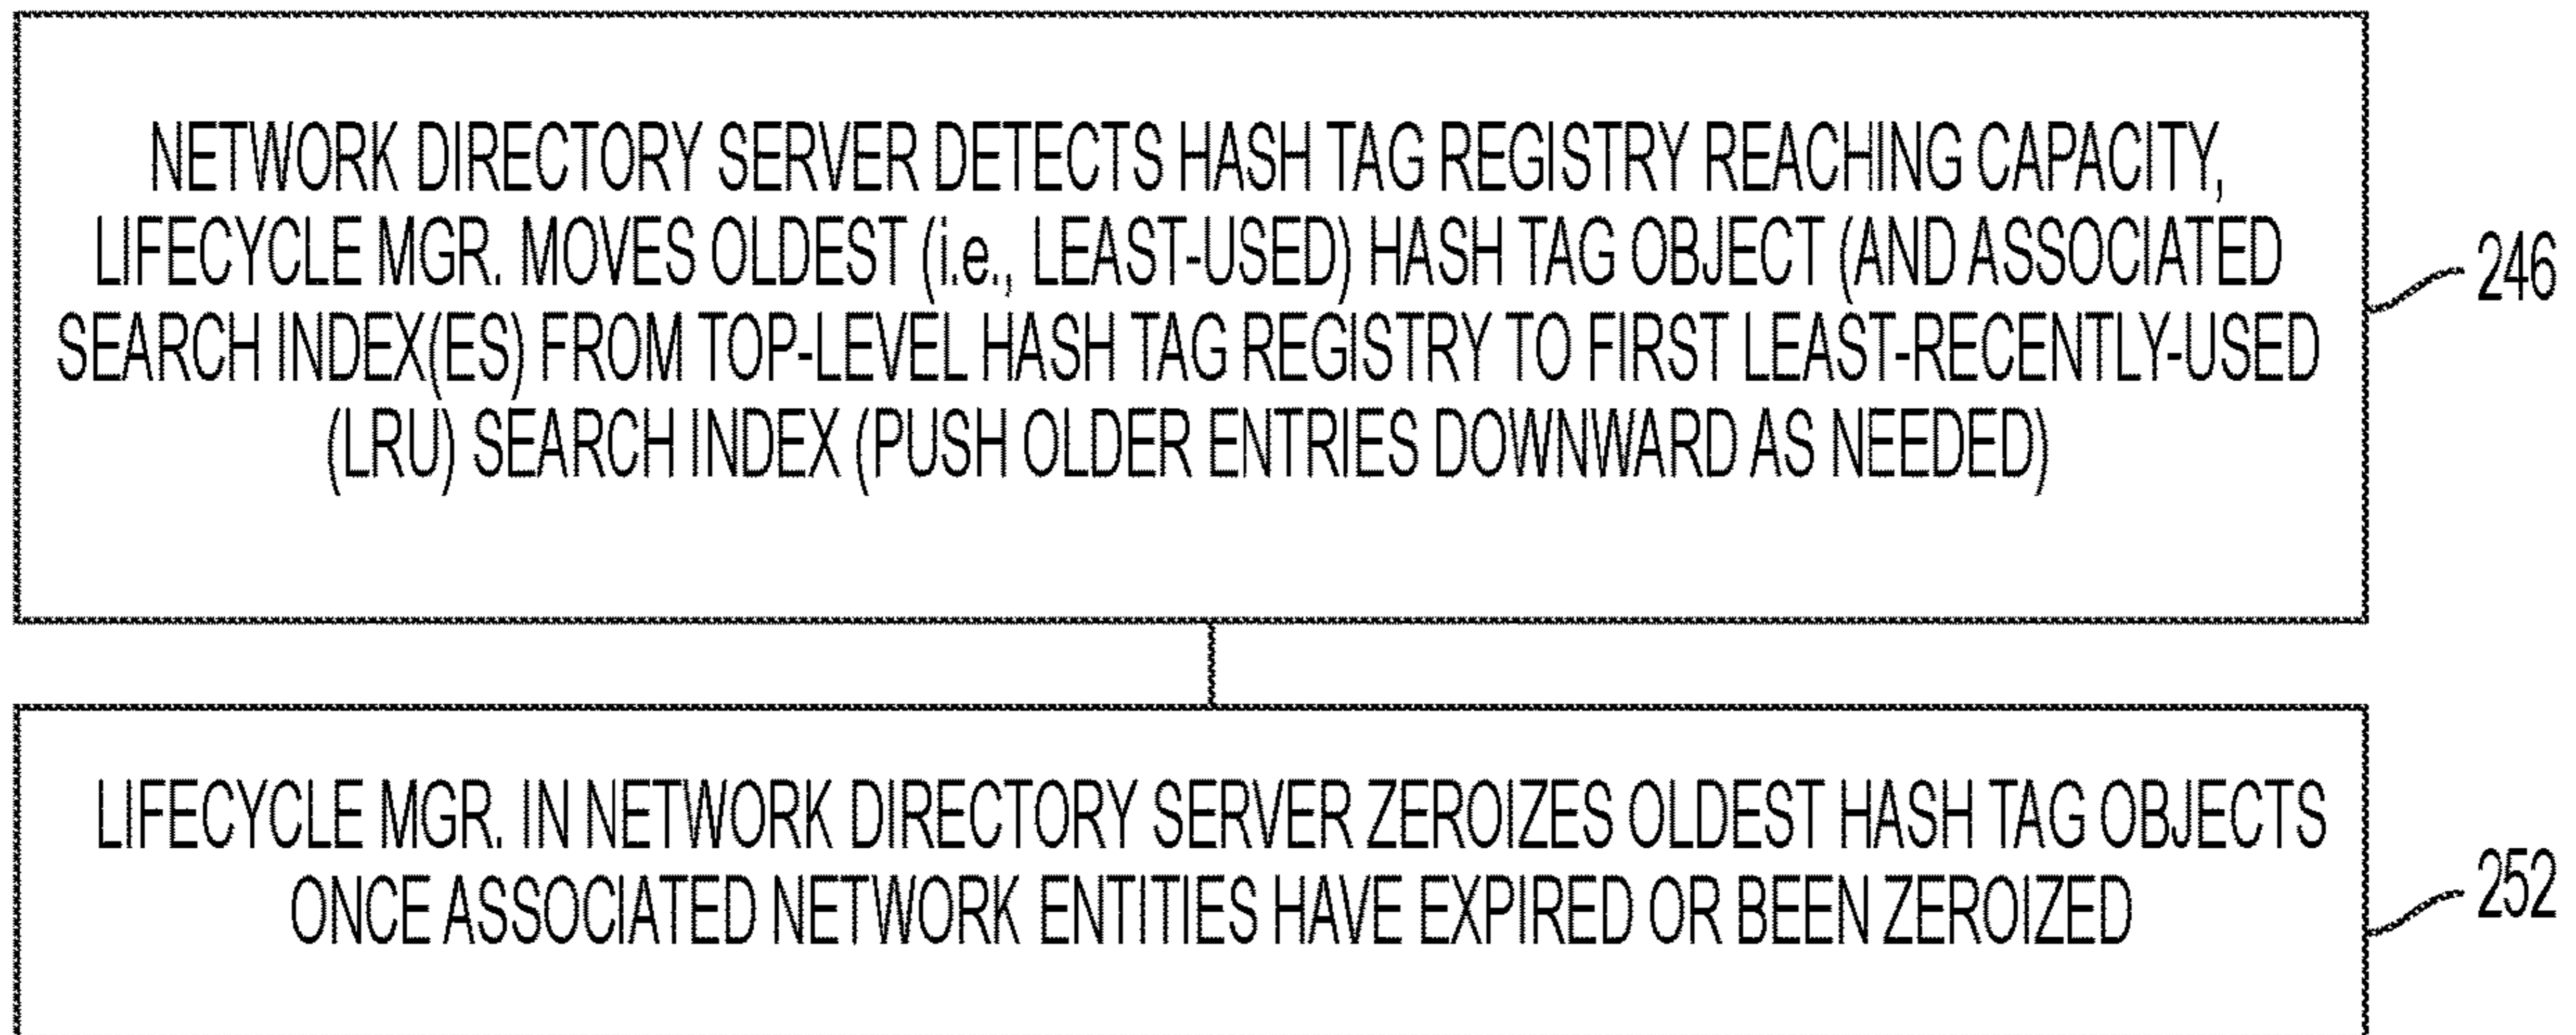 NETWORK DIRECTORY SERVER DETECTS HASH TAG REGISTRY REACHING CAPACITY,
LIFECYCLE MGR. MOVES OLDEST (i.e., LEAST-USED) HASH TAG OBJECT (AND ASSOCIATED
SEARCH INDEX(ES) FROM TOP-LEVEL HASH TAG REGISTRY TO FIRST LEAST-RECENTLY-USED
(LRU) SEARCH INDEX (PUSH OLDER ENTRIES DOWNWARD AS NEEDED)
246
LIFECYCLE MGR. IN NETWORK DIRECTORY SERVER ZEROIZES OLDEST HASH TAG OBJECTS
ONCE ASSOCIATED NETWORK ENTITIES HAVE EXPIRED OR BEEN ZEROIZED
252